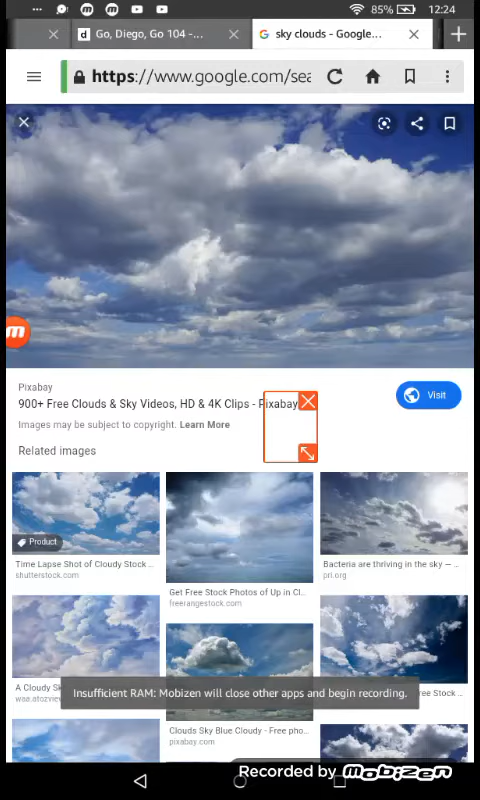 85% 12:24
Go, Diego, Go 104 -...
sky clouds - Google...
https://www.google.com/sea
Pixabay
900+ Free Clouds & Sky Videos, HD & 4K Clips - Pixabay
Visit
Images may be subject to copyright. Learn More
Related images
Product
Time Lapse Shot of Cloudy Stock ...
shutterstock.com
Get Free Stock Photos of Up in Cl...
freerangestock.com
Bacteria are thriving in the sky — ..
pri.org
A Cloudy Sk
waa.atozview
ree Stock ...
Insufficient RAM: Mobizen will close other apps and begin recording.
Clouds Sky Blue Cloudy - Free pho...
pixabay.com
Recorded by Mobizen